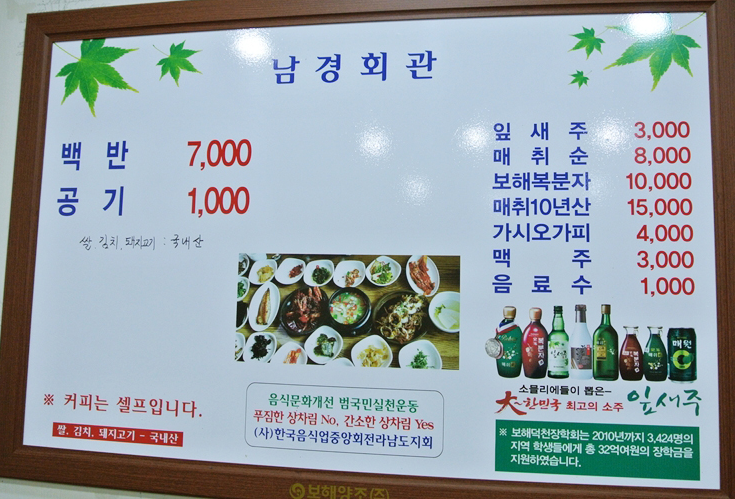 남경회관
백반 7,000
공기 1,000
쌀, 김치, 돼지고기 : 국내산
잎새주 3,000
매취순 8,000
보해복분자 10,000
매취10년산 15,000
가시오가피 4,000
맥주 3,000
음료수 1,000
※ 커피는 셀프입니다.
쌀, 김치, 돼지고기 - 국내산
음식문화개선 범국민실천운동
푸짐한 상차림 No, 간소한 상차림 Yes
(사)한국음식업중앙회전라남도지회
소믈리에들이 뽑은-
大한민국 최고의 소주 잎새주
※ 보해덕천장학회는 2010년까지 3,424명의
지역 학생들에게 총 32억여원의 장학금을
지원하였습니다.
보해양조(주)